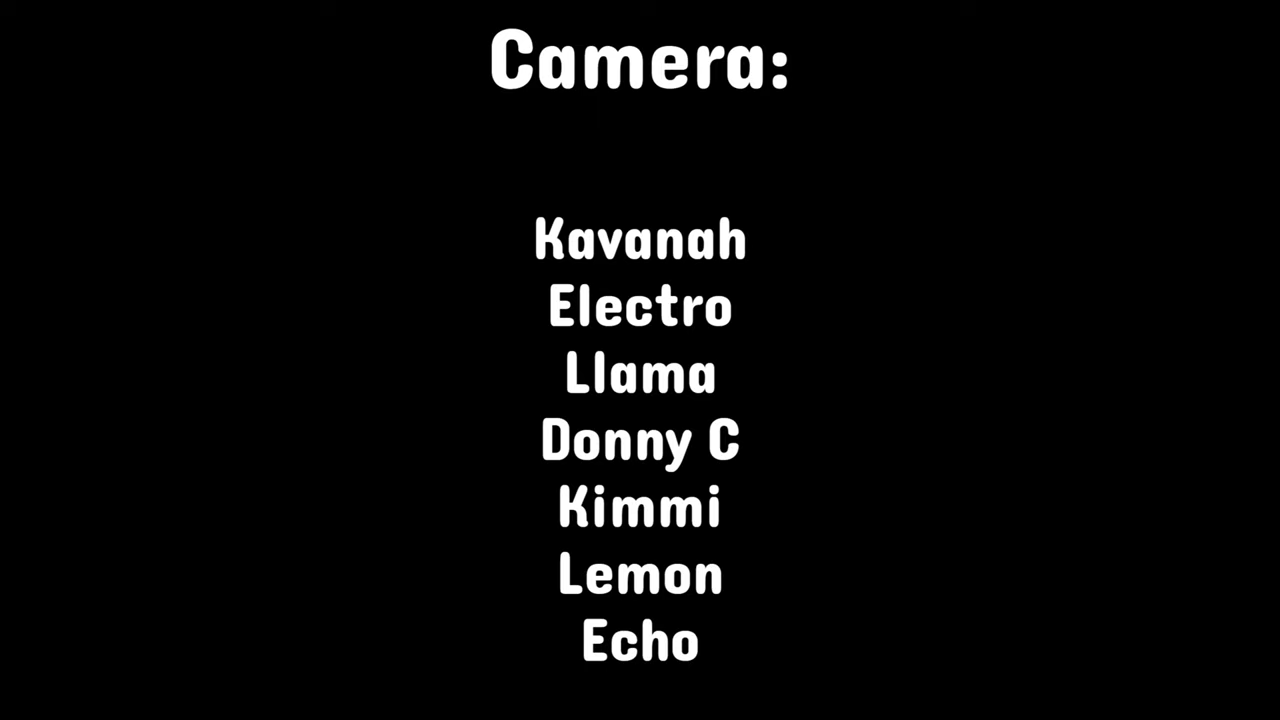 Camera:
Kavanah
Electro
Llama
Donny C
Kimmi
Lemon
Echo